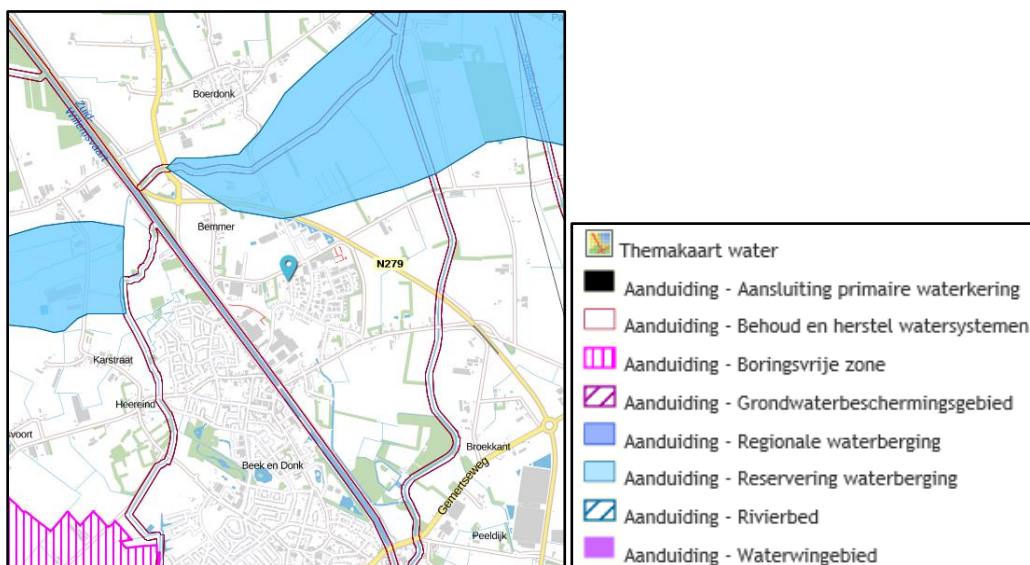 Boerdonk
Zuid-
Willemsvaart
Bemmer
N279
Karstraat
Heereind
svoort
Beek en Donk
Broekkant
Gemertseweg
Peeldijk
Themakaart water
Aanduiding - Aansluiting primaire waterkering
Aanduiding - Behoud en herstel watersystemen
Aanduiding - Boringsvrije zone
Aanduiding - Grondwaterbeschermingsgebied
Aanduiding - Regionale waterberging
Aanduiding - Reservering waterberging
Aanduiding - Rivierbed
Aanduiding - Waterwingebied